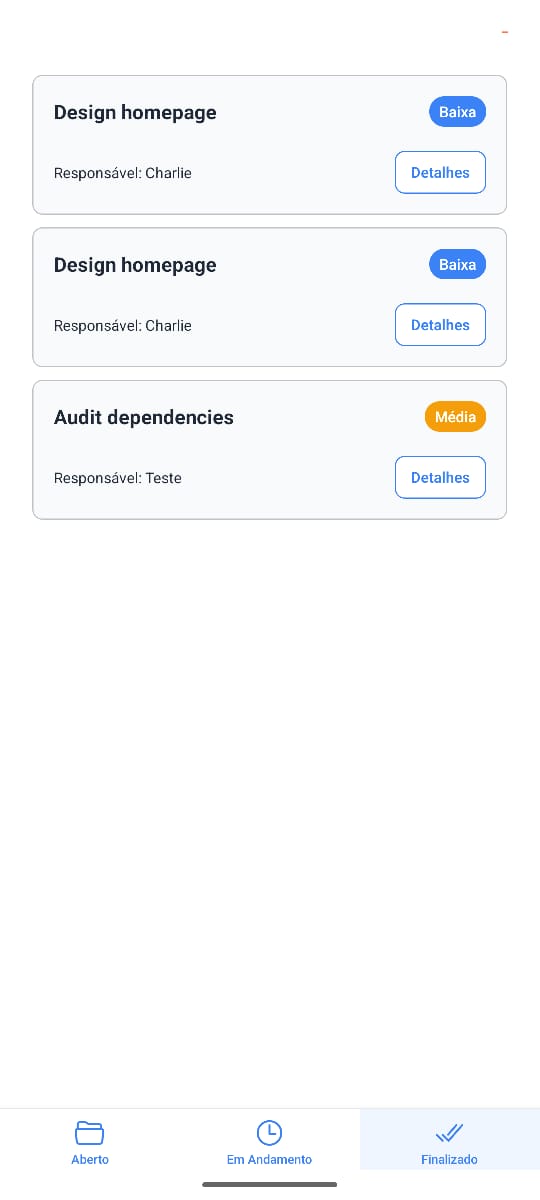 Design homepage
Baixa
Responsável: Charlie
Detalhes
Design homepage
Baixa
Responsável: Charlie
Detalhes
Audit dependencies
Média
Responsável: Teste
Detalhes
Aberto
Em Andamento
Finalizado